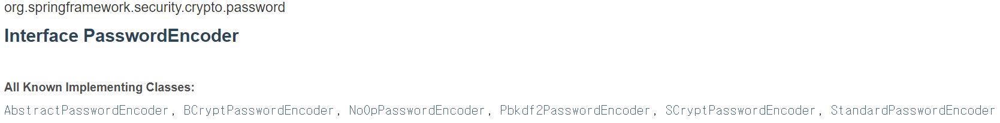 org.springframework.security.crypto.password
Interface PasswordEncoder
All Known Implementing Classes:
AbstractPasswordEncoder, BCryptPasswordEncoder, NoOpPasswordEncoder, Pbkdf2PasswordEncoder, SCryptPasswordEncoder, StandardPasswordEncoder